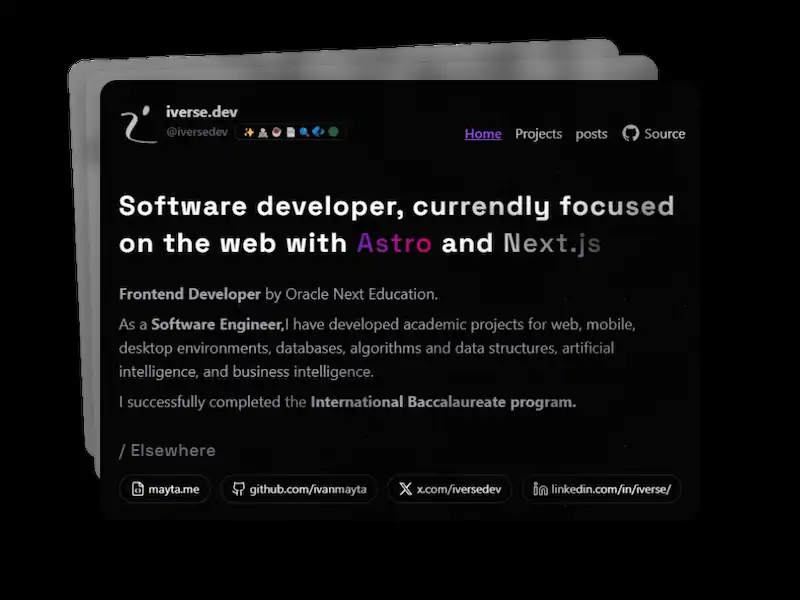 iverse.dev
@iversedev
Home Projects posts Source
Software developer, currently focused
on the web with Astro and Next.js
Frontend Developer by Oracle Next Education.
As a Software Engineer,I have developed academic projects for web, mobile,
desktop environments, databases, algorithms and data structures, artificial
intelligence, and business intelligence.
I successfully completed the International Baccalaureate program.
/ Elsewhere
mayta.me github.com/ivanmayta x.com/iversedev linkedin.com/in/iverse/